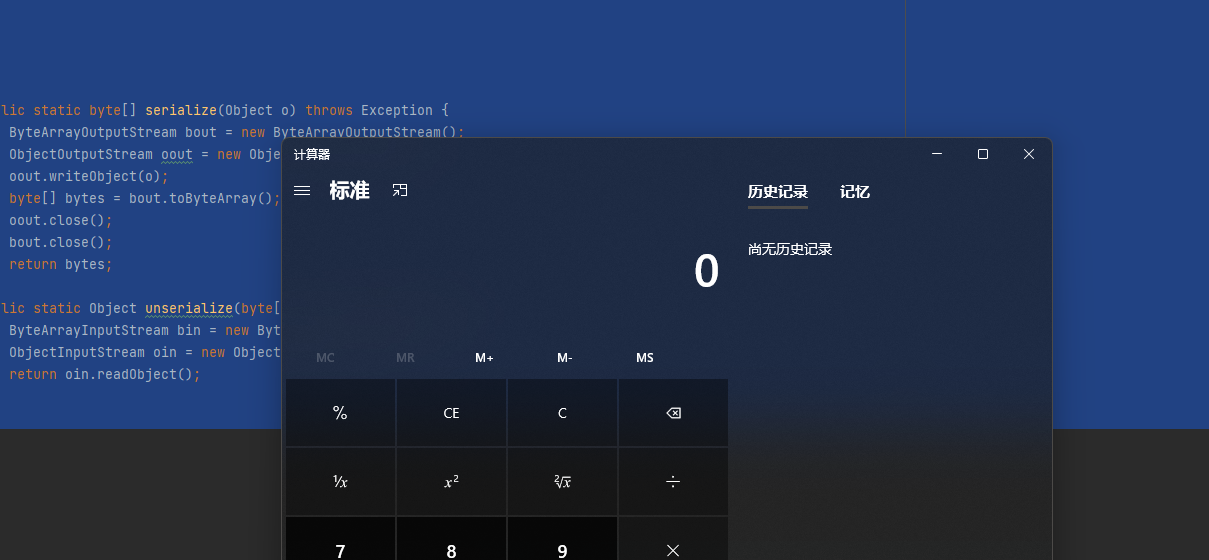 lic static byte[] serialize(Object o) throws Exception {
ByteArrayOutputStream bout = new ByteArrayOutputStream();
ObjectOutputStream oout = new Obje
oout.writeObject(o);
byte[] bytes = bout.toByteArray();
oout.close();
bout.close();
return bytes;
lic static Object unserialize(byte[
ByteArrayInputStream bin = new Byt
ObjectInputStream oin = new Object
return oin.readObject();
计算器
标准
历史记录 记忆
尚无历史记录
0
MC MR M+ M- MS
% CE C
¹⁄x x² ²√x ÷
7 8 9 ×